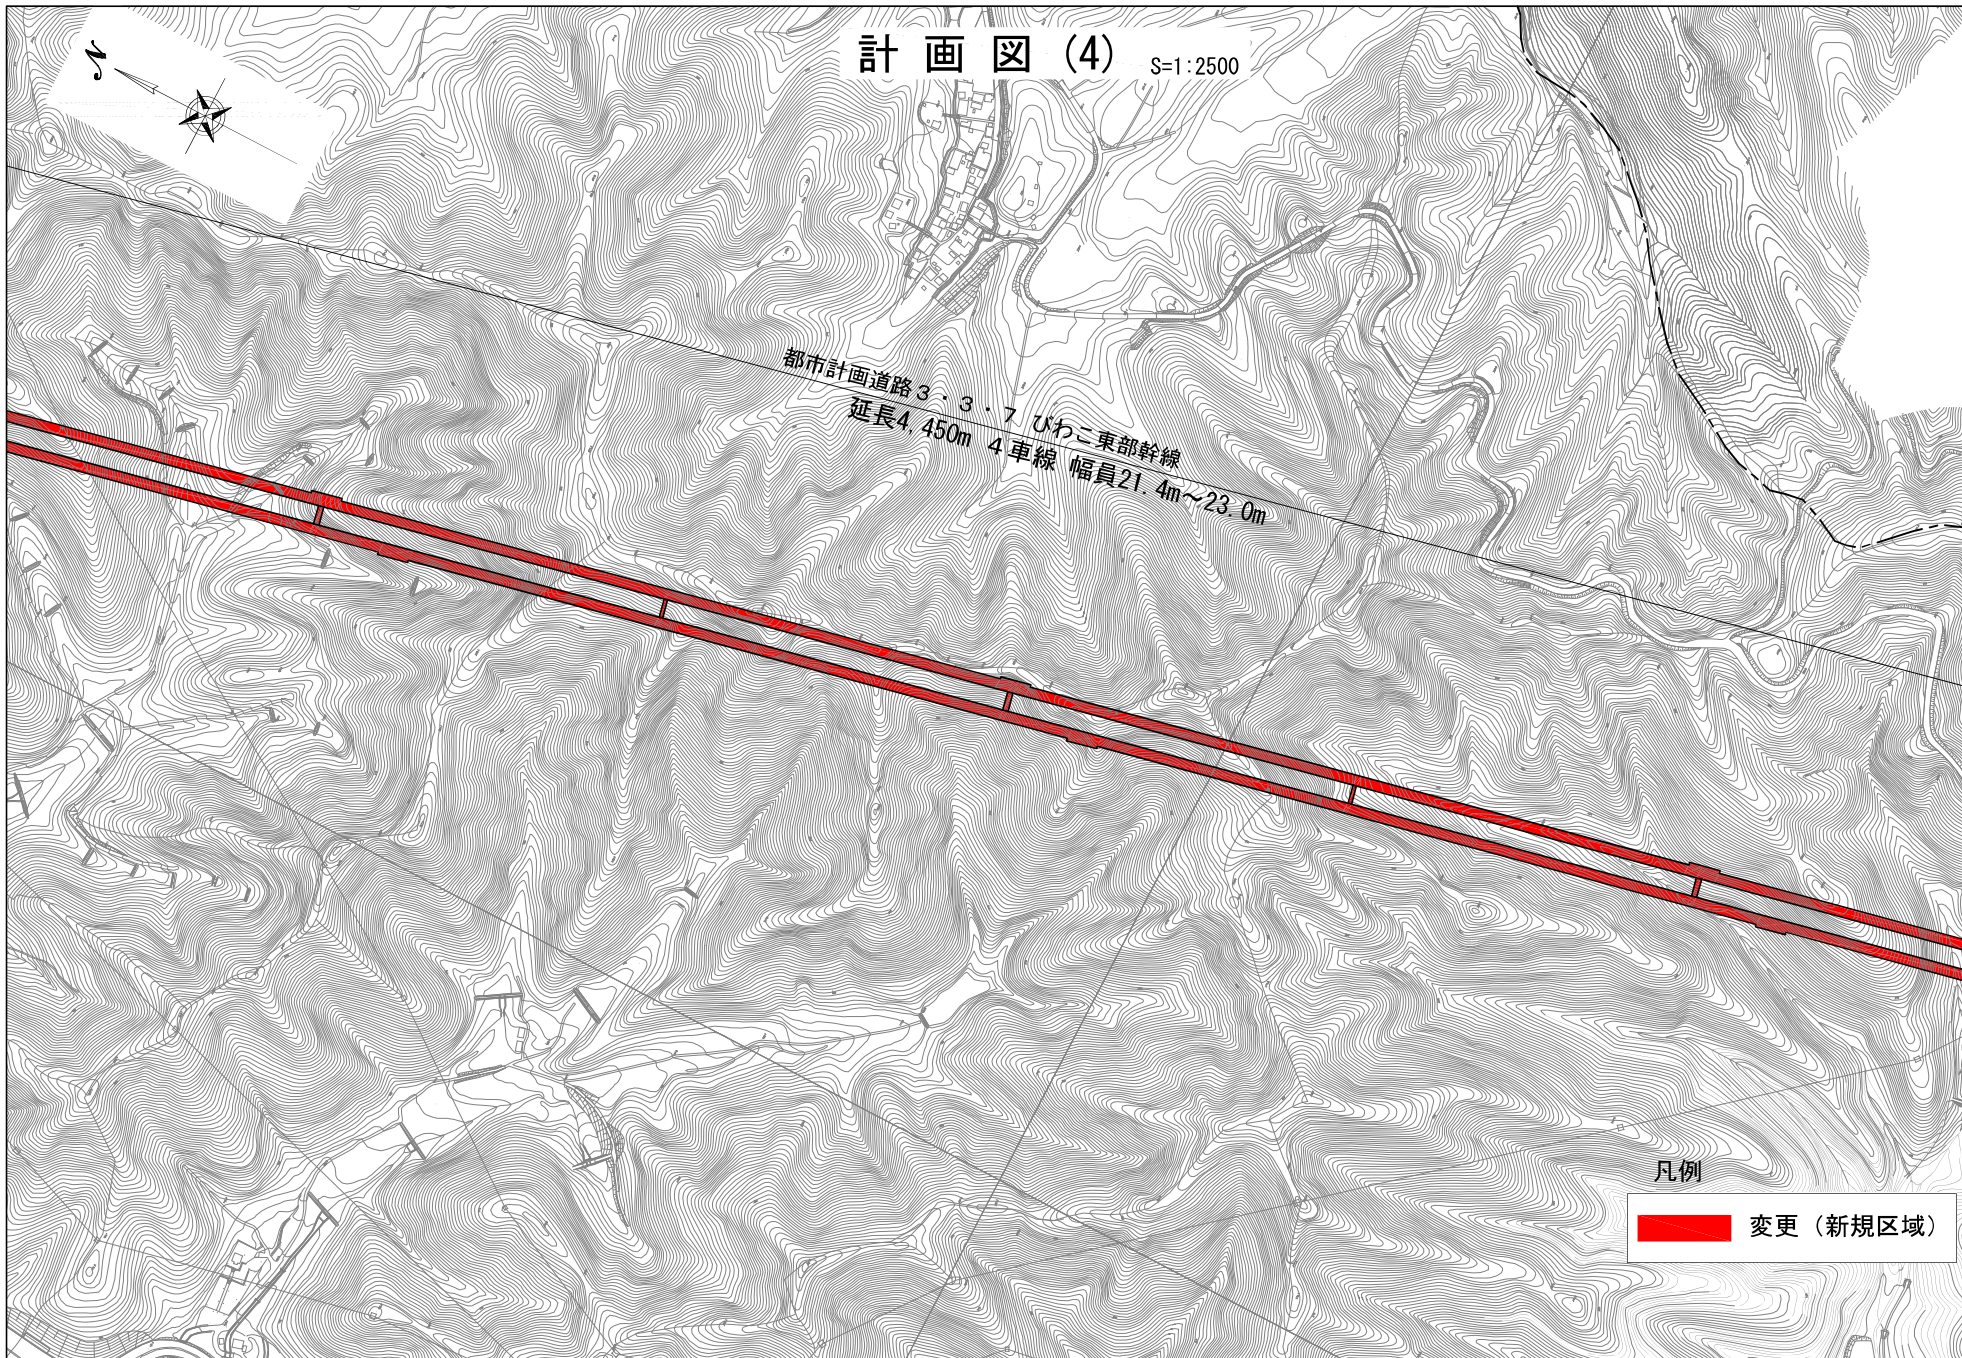 計画図（4） S=1:2500
N
都市計画道路３・３・７ びわこ東部幹線
延長4,450m ４車線 幅員21.4m～23.0m
凡例
変更（新規区域）